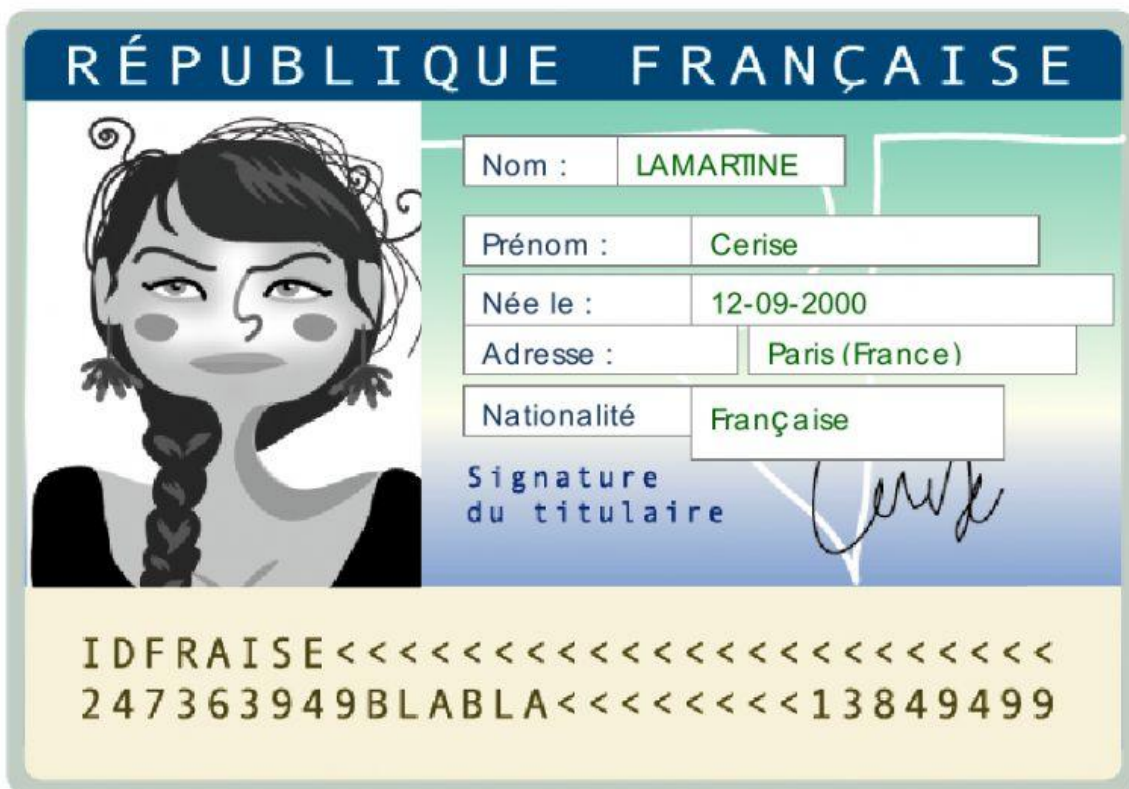 RÉPUBLIQUE FRANÇAISE
Nom : LAMARTINE
Prénom : Cerise
Née le : 12-09-2000
Adresse : Paris (France)
Nationalité Française
Signature
du titulaire
Cerise
IDFRAISE<<<<<<<<<<<<<<<<<<<<<<<
247363949BLABLA<<<<<<<<13849499